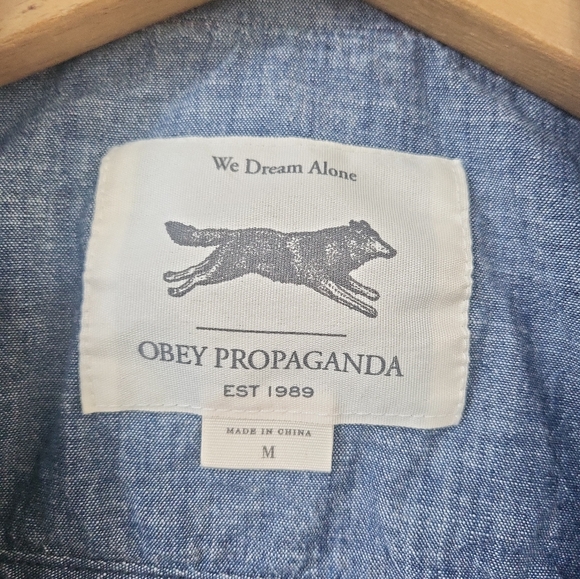 We Dream Alone
OBEY PROPAGANDA
EST 1989
MADE IN CHINA
M